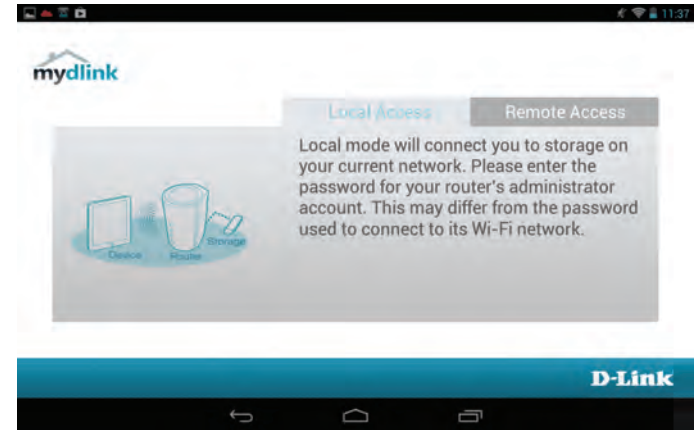 11:37
mydlink
Local Access
Remote Access
Local mode will connect you to storage on
your current network. Please enter the
password for your router's administrator
account. This may differ from the password
used to connect to its Wi-Fi network.
Storage
Device
Router
D-Link